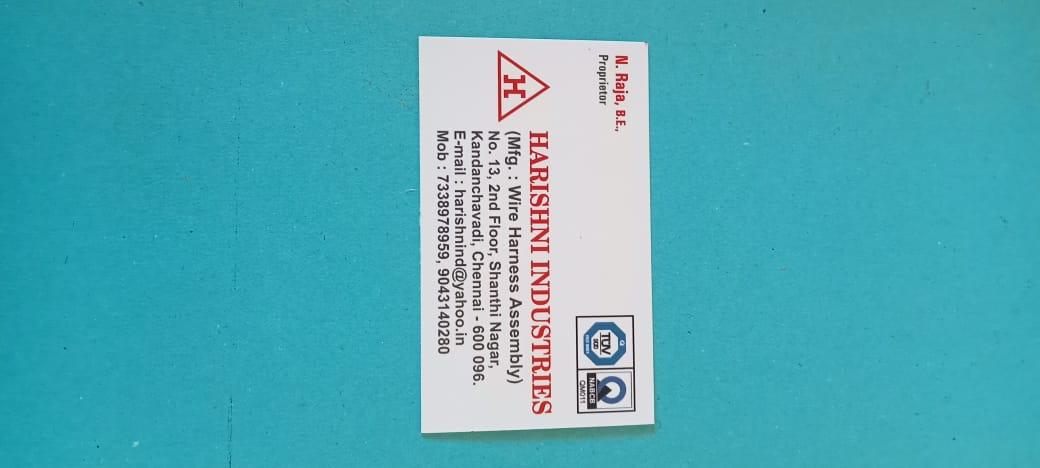 N. Raja, B.E.,
Proprietor
TÜV
SÜD
NABCB
QM011
H
HARISHNI INDUSTRIES
(Mfg. : Wire Harness Assembly)
No. 13, 2nd Floor, Shanthi Nagar,
Kandanchavadi, Chennai - 600 096.
E-mail : harishnind@yahoo.in
Mob : 7338978959, 9043140280